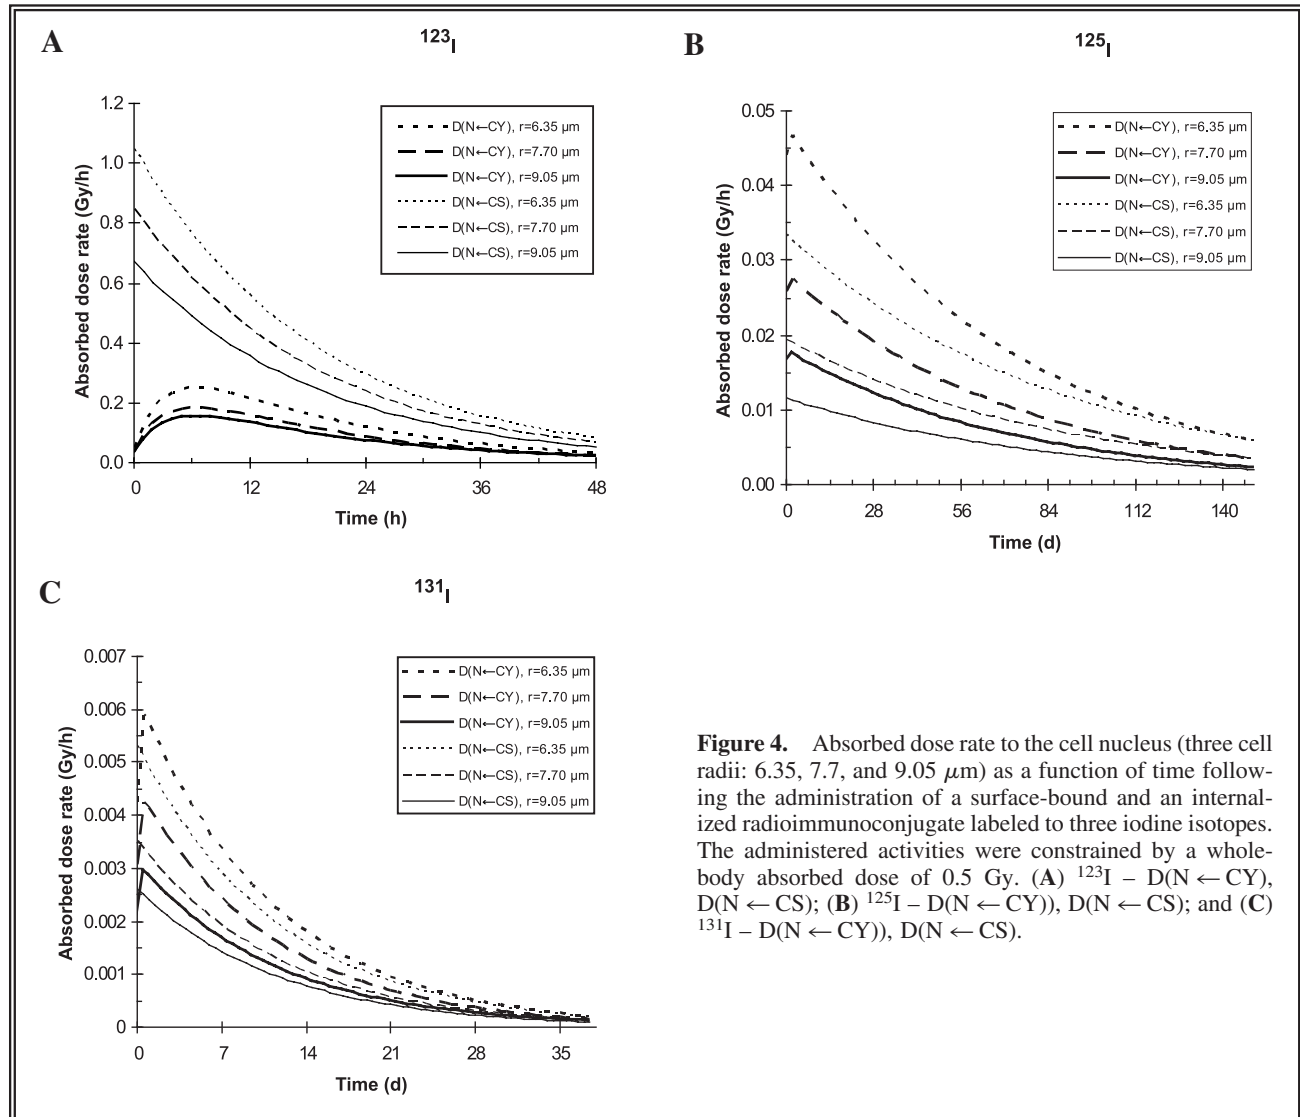 A
123I
Absorbed dose rate (Gy/h)
1.2
1.0
0.8
0.6
0.4
0.2
0.0
0
12
24
36
48
Time (h)
D(N←CY), r=6.35 µm
D(N←CY), r=7.70 µm
D(N←CY), r=9.05 µm
D(N←CS), r=6.35 µm
D(N←CS), r=7.70 µm
D(N←CS), r=9.05 µm
B
125I
Absorbed dose rate (Gy/h)
0.05
0.04
0.03
0.02
0.01
0.00
0
28
56
84
112
140
Time (d)
D(N←CY), r=6.35 µm
D(N←CY), r=7.70 µm
D(N←CY), r=9.05 µm
D(N←CS), r=6.35 µm
D(N←CS), r=7.70 µm
D(N←CS), r=9.05 µm
C
131I
Absorbed dose rate (Gy/h)
0.007
0.006
0.005
0.004
0.003
0.002
0.001
0
0
7
14
21
28
35
Time (d)
D(N←CY), r=6.35 µm
D(N←CY), r=7.70 µm
D(N←CY), r=9.05 µm
D(N←CS), r=6.35 µm
D(N←CS), r=7.70 µm
D(N←CS), r=9.05 µm
Figure 4. Absorbed dose rate to the cell nucleus (three cell
radii: 6.35, 7.7, and 9.05 µm) as a function of time follow-
ing the administration of a surface-bound and an internal-
ized radioimmunoconjugate labeled to three iodine isotopes.
The administered activities were constrained by a whole-
body absorbed dose of 0.5 Gy. (A) 123I – D(N ← CY),
D(N ← CS); (B) 125I – D(N ← CY)), D(N ← CS); and (C)
131I – D(N ← CY)), D(N ← CS).